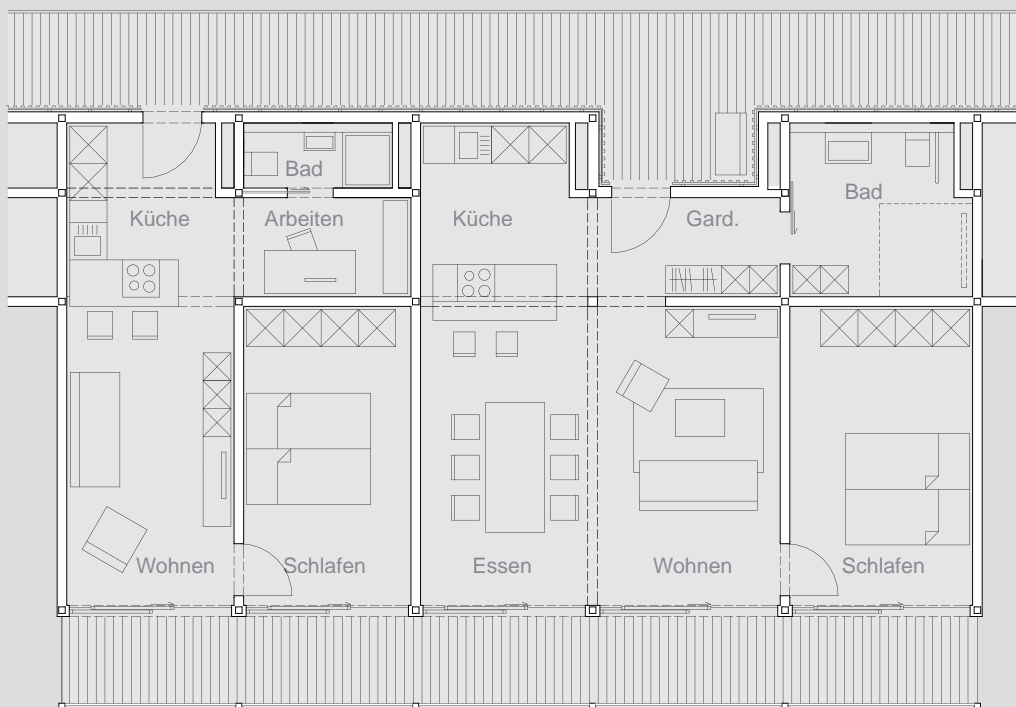 Bad
Bad
Küche
Arbeiten
Küche
Gard.
Wohnen
Schlafen
Essen
Wohnen
Schlafen